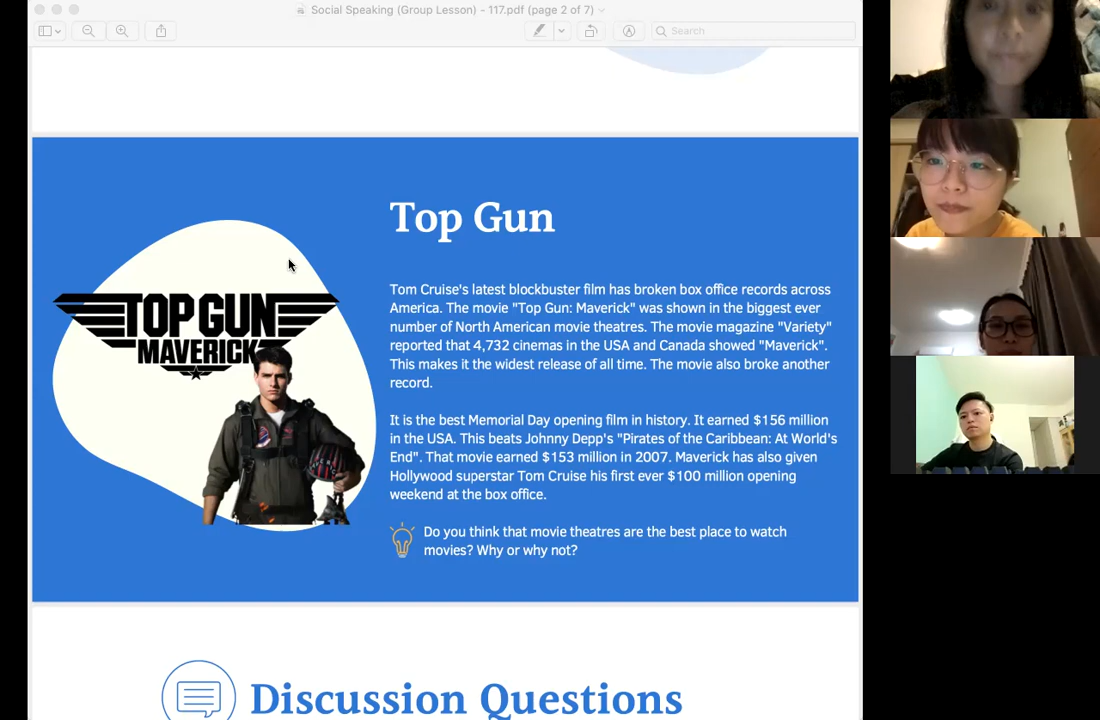 Social Speaking (Group Lesson) - 117.pdf (page 2 of 7)
Search
TOP GUN
MAVERICK
Top Gun
Tom Cruise's latest blockbuster film has broken box office records across
America. The movie "Top Gun: Maverick" was shown in the biggest ever
number of North American movie theatres. The movie magazine "Variety"
reported that 4,732 cinemas in the USA and Canada showed "Maverick".
This makes it the widest release of all time. The movie also broke another
record.
It is the best Memorial Day opening film in history. It earned $156 million
in the USA. This beats Johnny Depp's "Pirates of the Caribbean: At World's
End". That movie earned $153 million in 2007. Maverick has also given
Hollywood superstar Tom Cruise his first ever $100 million opening
weekend at the box office.
Do you think that movie theatres are the best place to watch
movies? Why or why not?
Discussion Questions